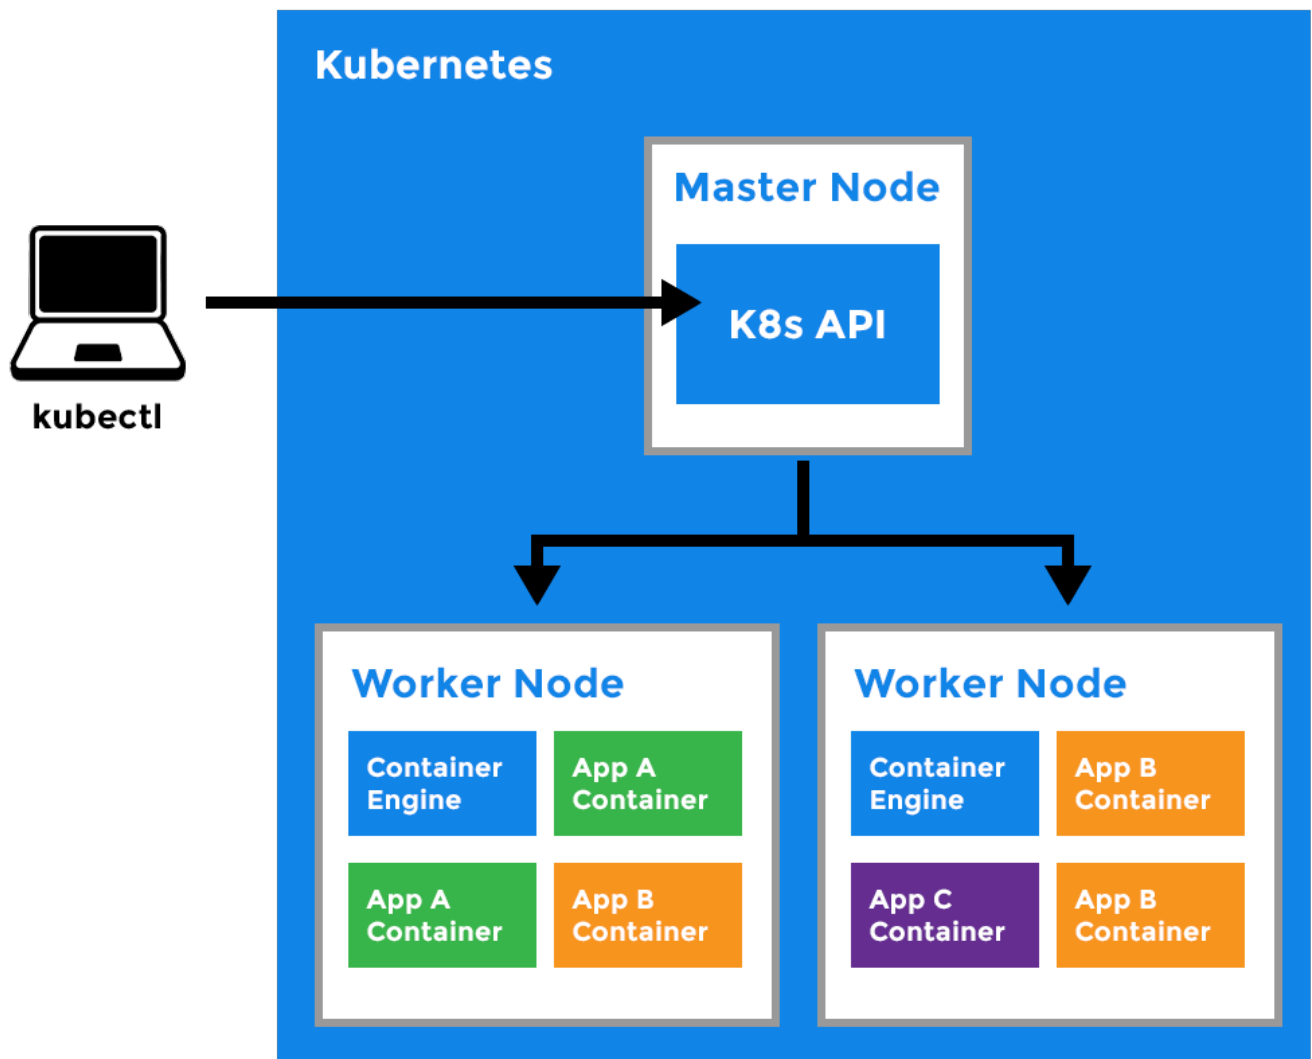 Kubernetes
Master Node
K8s API
kubectl
Worker Node
Container
Engine
App A
Container
App A
Container
App B
Container
Worker Node
Container
Engine
App B
Container
App C
Container
App B
Container